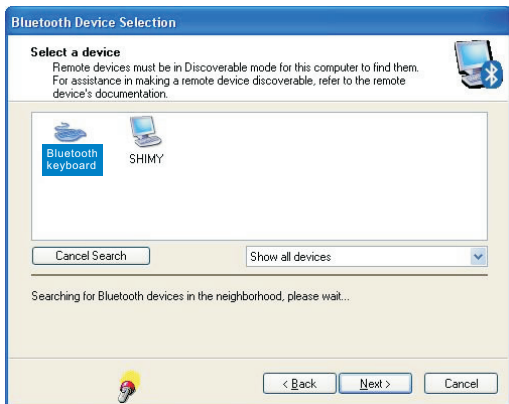 Bluetooth Device Selection
Select a device
Remote devices must be in Discoverable mode for this computer to find them.
For assistance in making a remote device discoverable, refer to the remote
device's documentation.
Bluetooth
keyboard
SHIMY
Cancel Search
Show all devices
Searching for Bluetooth devices in the neighborhood, please wait...
< Back
Next >
Cancel